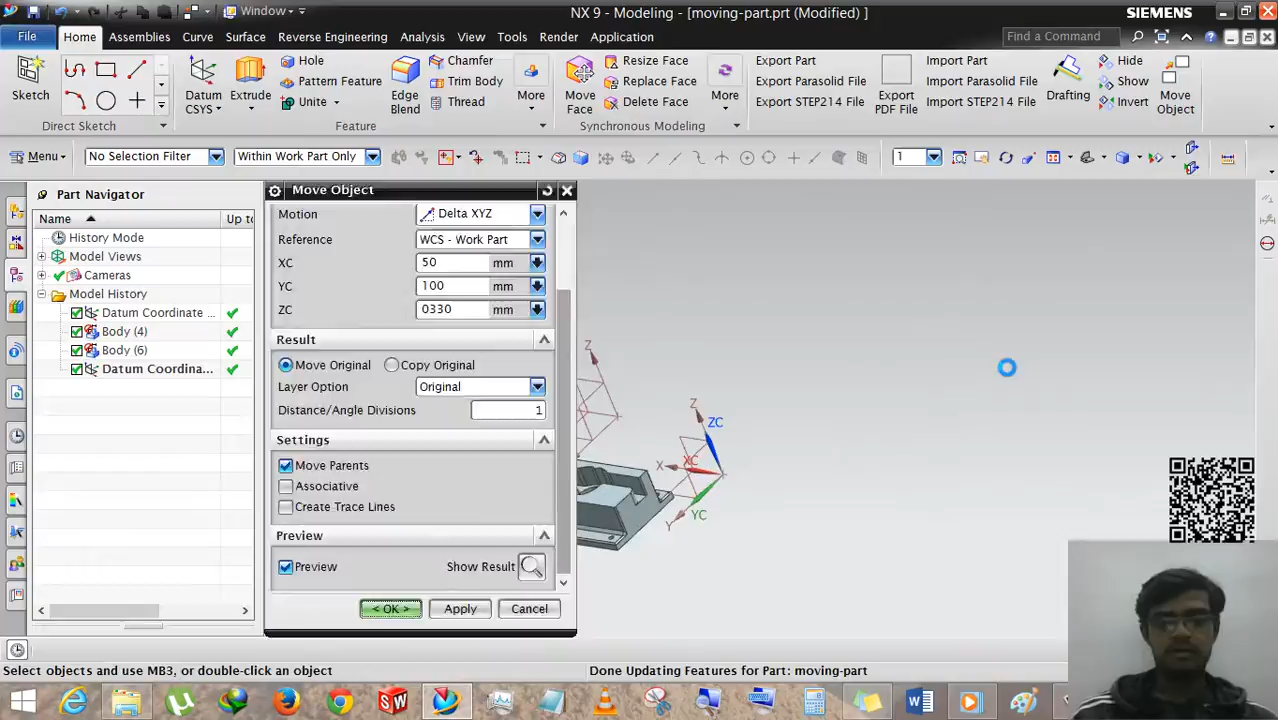 Window
NX 9 - Modeling - [moving-part.prt (Modified) ]
SIEMENS
File Home Assemblies Curve Surface Reverse Engineering Analysis View Tools Render Application
Find a Command
Sketch
Direct Sketch
Datum CSYS
Extrude
Hole
Pattern Feature
Unite
Edge Blend
Chamfer
Trim Body
Thread
More
Feature
Move Face
Resize Face
Replace Face
Delete Face
More
Synchronous Modeling
Export Part
Export Parasolid File
Export STEP214 File
Export PDF File
Import Part
Import Parasolid File
Import STEP214 File
Drafting
Hide
Show
Invert
Move Object
Menu
No Selection Filter
Within Work Part Only
1
Part Navigator
Name Up to
History Mode
Model Views
Cameras
Model History
Datum Coordinate ...
Body (4)
Body (6)
Datum Coordina...
Move Object
Motion Delta XYZ
Reference WCS - Work Part
XC 50 mm
YC 100 mm
ZC 0330 mm
Result
Move Original Copy Original
Layer Option Original
Distance/Angle Divisions 1
Settings
Move Parents
Associative
Create Trace Lines
Preview
Preview Show Result
< OK > Apply Cancel
Z
Z
ZC
X
XC
Y
YC
Select objects and use MB3, or double-click an object
Done Updating Features for Part: moving-part